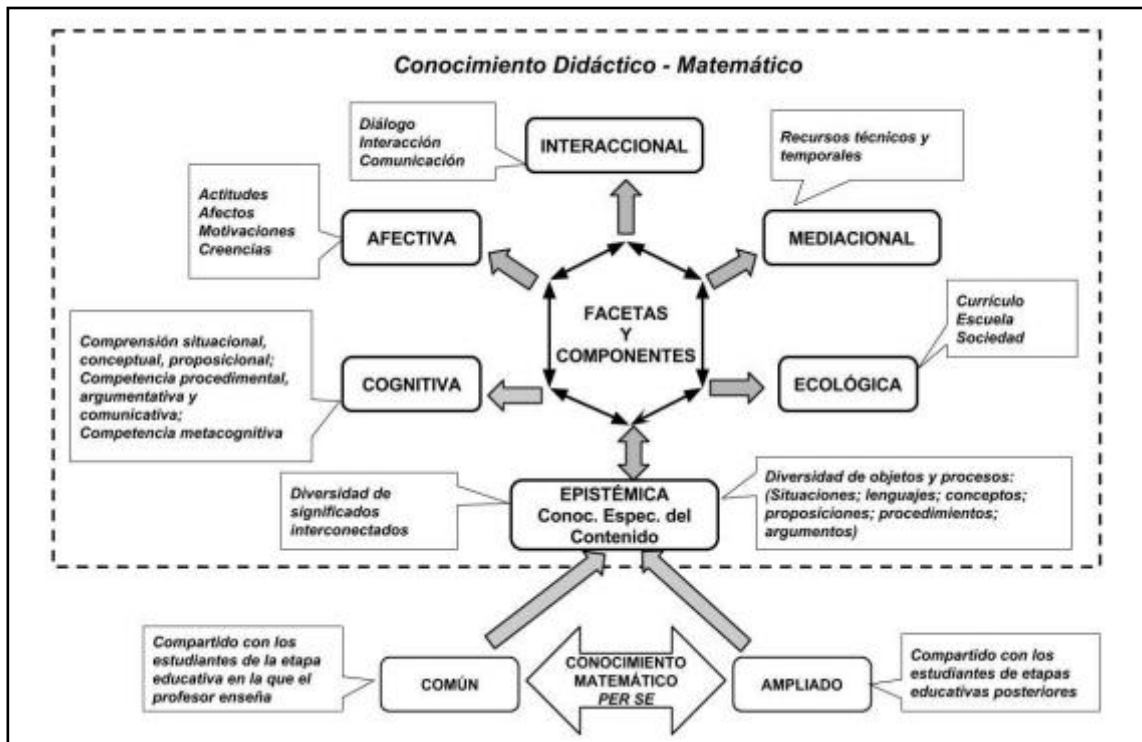 Conocimiento Didáctico - Matemático
Diálogo
Interacción
Comunicación
INTERACCIONAL
Recursos técnicos y
temporales
Actitudes
Afectos
Motivaciones
Creencias
AFECTIVA
MEDIACIONAL
FACETAS
Y
COMPONENTES
Currículo
Escuela
Sociedad
Comprensión situacional,
conceptual, proposicional;
Competencia procedimental,
argumentativa y
comunicativa;
Competencia metacognitiva
COGNITIVA
ECOLÓGICA
Diversidad de
significados
interconectados
EPISTÉMICA
Conoc. Espec. del
Contenido
Diversidad de objetos y procesos:
(Situaciones; lenguajes; conceptos;
proposiciones; procedimientos;
argumentos)
Compartido con los
estudiantes de la etapa
educativa en la que el
profesor enseña
COMÚN
CONOCIMIENTO
MATEMÁTICO
PER SE
AMPLIADO
Compartido con los
estudiantes de etapas
educativas posteriores